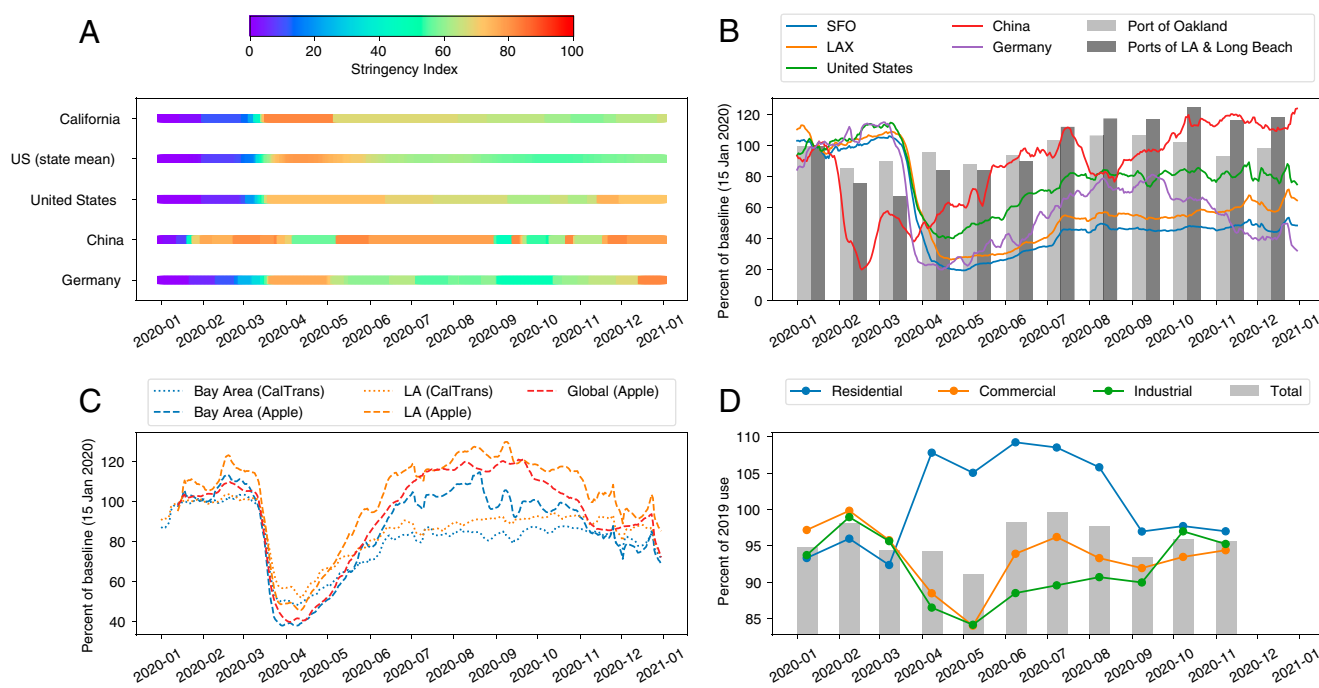 A
0 20 40 60 80 100
Stringency Index
California
US (state mean)
United States
China
Germany
2020-01 2020-02 2020-03 2020-04 2020-05 2020-06 2020-07 2020-08 2020-09 2020-10 2020-11 2020-12 2021-01
B
SFO China Port of Oakland
LAX Germany Ports of LA & Long Beach
United States
Percent of baseline (15 Jan 2020)
120
100
80
60
40
20
0
2020-01 2020-02 2020-03 2020-04 2020-05 2020-06 2020-07 2020-08 2020-09 2020-10 2020-11 2020-12 2021-01
C
Bay Area (CalTrans) LA (CalTrans) Global (Apple)
Bay Area (Apple) LA (Apple)
Percent of baseline (15 Jan 2020)
120
100
80
60
40
2020-01 2020-02 2020-03 2020-04 2020-05 2020-06 2020-07 2020-08 2020-09 2020-10 2020-11 2020-12 2021-01
D
Residential Commercial Industrial Total
Percent of 2019 use
110
105
100
95
90
85
2020-01 2020-02 2020-03 2020-04 2020-05 2020-06 2020-07 2020-08 2020-09 2020-10 2020-11 2020-12 2021-01